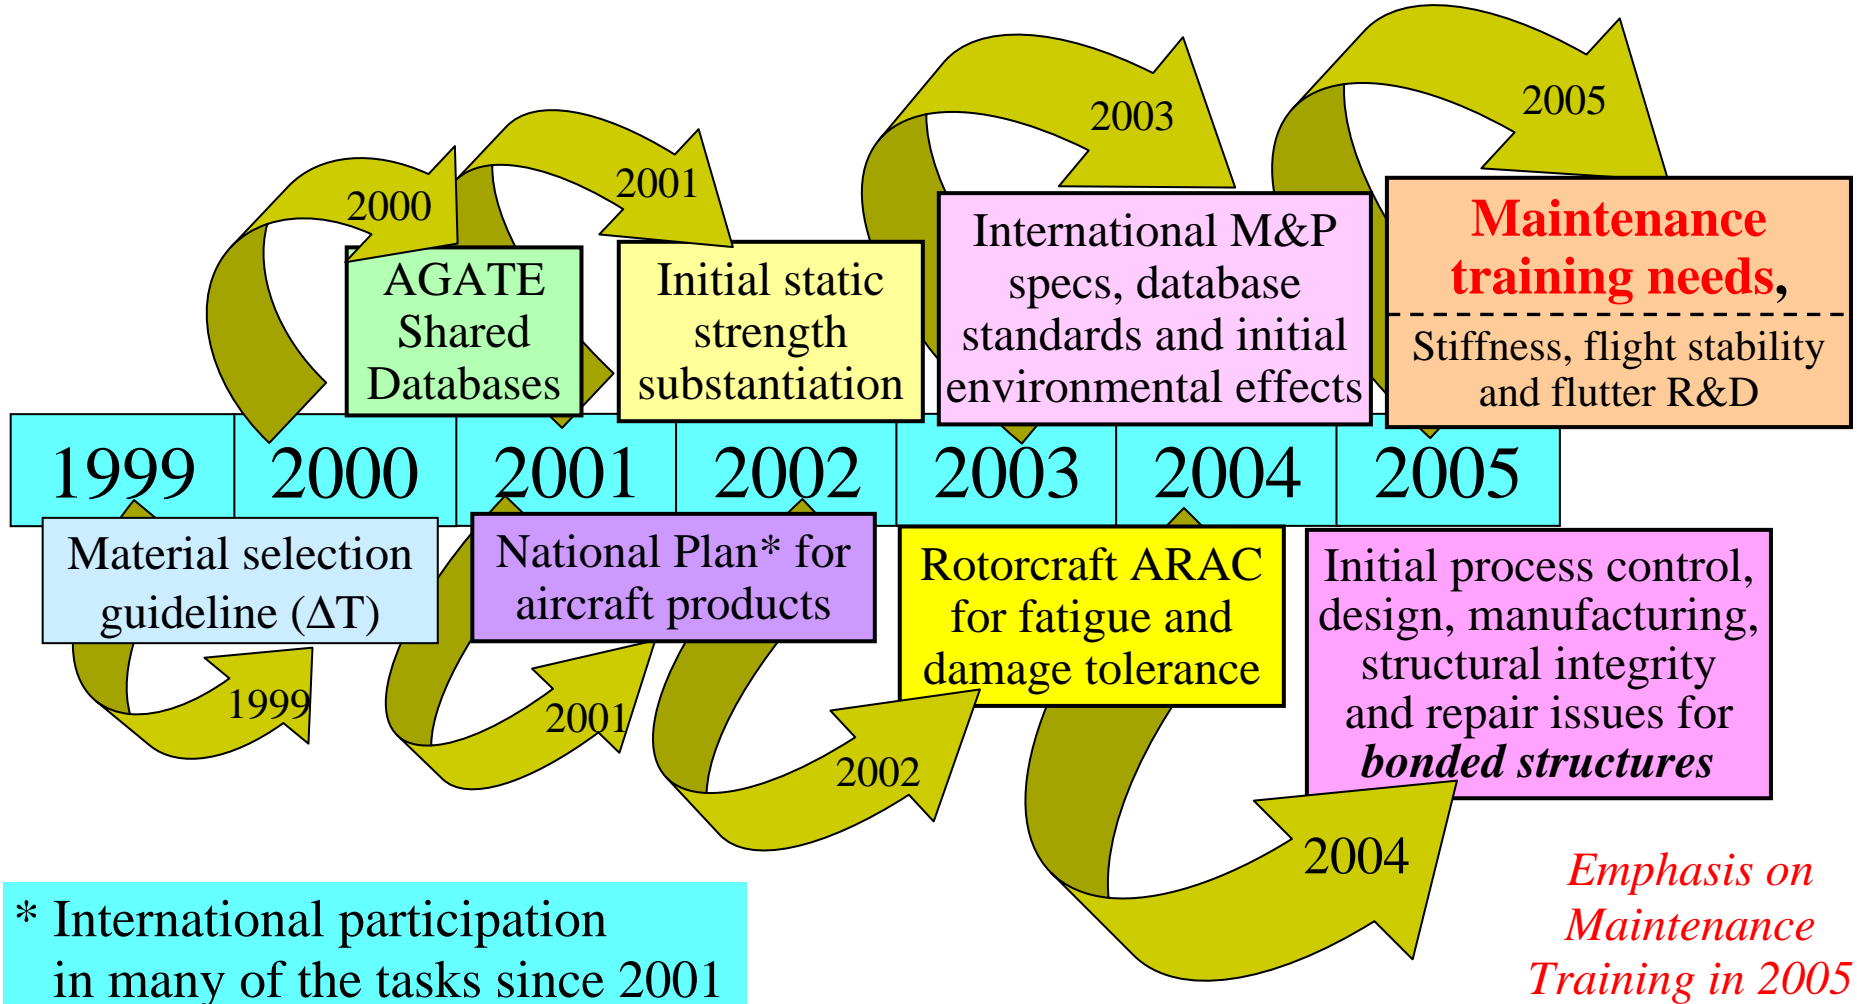 2000
2001
2003
2005
AGATE
Shared
Databases
Initial static
strength
substantiation
International M&P
specs, database
standards and initial
environmental effects
Maintenance
training needs,
Stiffness, flight stability
and flutter R&D
1999
2000
2001
2002
2003
2004
2005
Material selection
guideline (ΔT)
National Plan* for
aircraft products
Rotorcraft ARAC
for fatigue and
damage tolerance
Initial process control,
design, manufacturing,
structural integrity
and repair issues for
bonded structures
1999
2001
2002
2004
* International participation
in many of the tasks since 2001
Emphasis on
Maintenance
Training in 2005